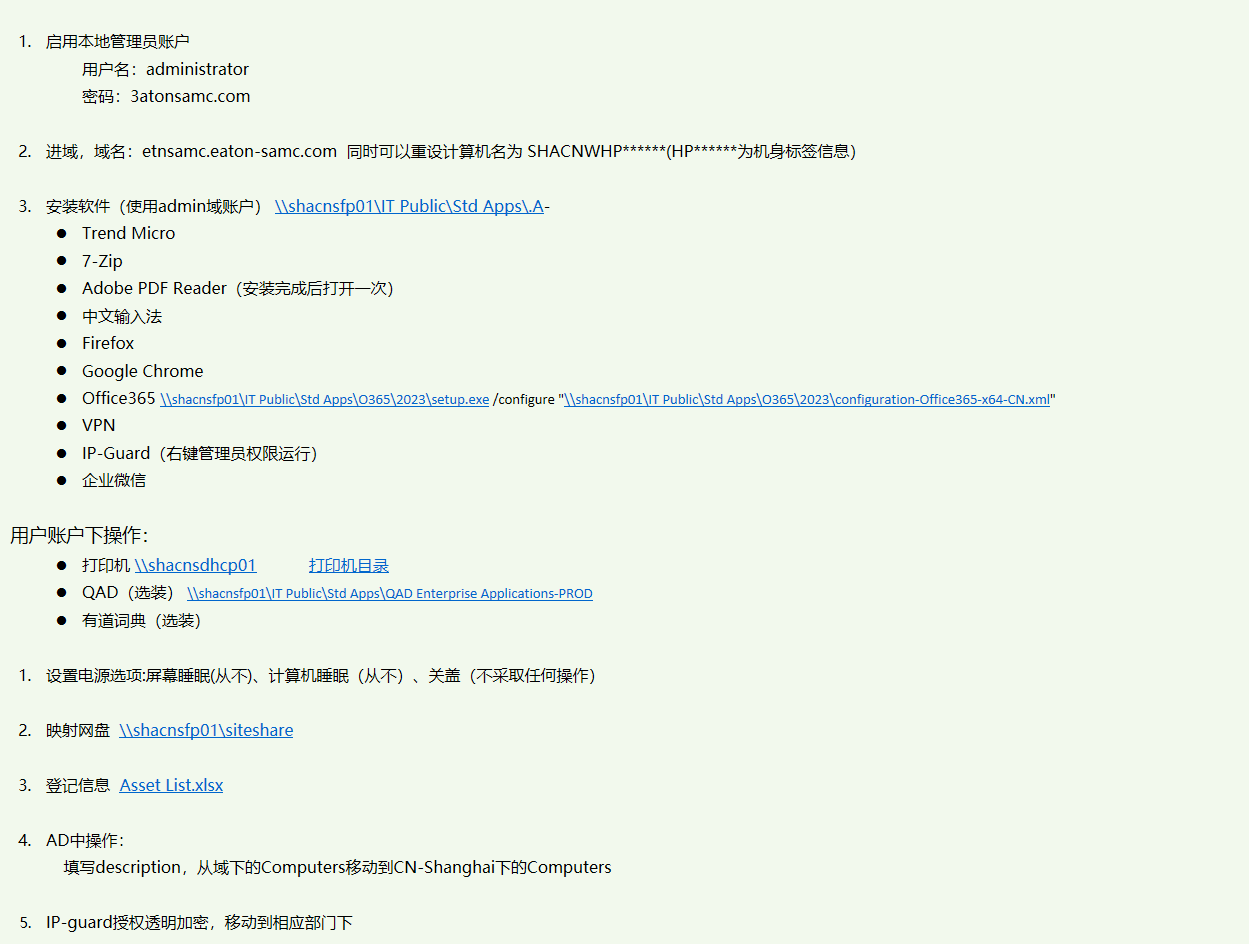 1. 启用本地管理员账户
用户名：administrator
密码：3atonsamc.com
2. 进域，域名：etnsamc.eaton-samc.com 同时可以重设计算机名为 SHACNWHP******(HP******为机身标签信息）
3. 安装软件（使用admin域账户） \\shacnsfp01\IT Public\Std Apps\.A-
● Trend Micro
● 7-Zip
● Adobe PDF Reader（安装完成后打开一次）
● 中文输入法
● Firefox
● Google Chrome
● Office365 \\shacnsfp01\IT Public\Std Apps\O365\2023\setup.exe /configure "\\shacnsfp01\IT Public\Std Apps\O365\2023\configuration-Office365-x64-CN.xml"
● VPN
● IP-Guard（右键管理员权限运行）
● 企业微信
用户账户下操作：
● 打印机 \\shacnsdhcp01 打印机目录
● QAD（选装） \\shacnsfp01\IT Public\Std Apps\QAD Enterprise Applications-PROD
● 有道词典（选装）
1. 设置电源选项:屏幕睡眠(从不)、计算机睡眠（从不）、关盖（不采取任何操作）
2. 映射网盘 \\shacnsfp01\siteshare
3. 登记信息 Asset List.xlsx
4. AD中操作：
填写description，从域下的Computers移动到CN-Shanghai下的Computers
5. IP-guard授权透明加密，移动到相应部门下